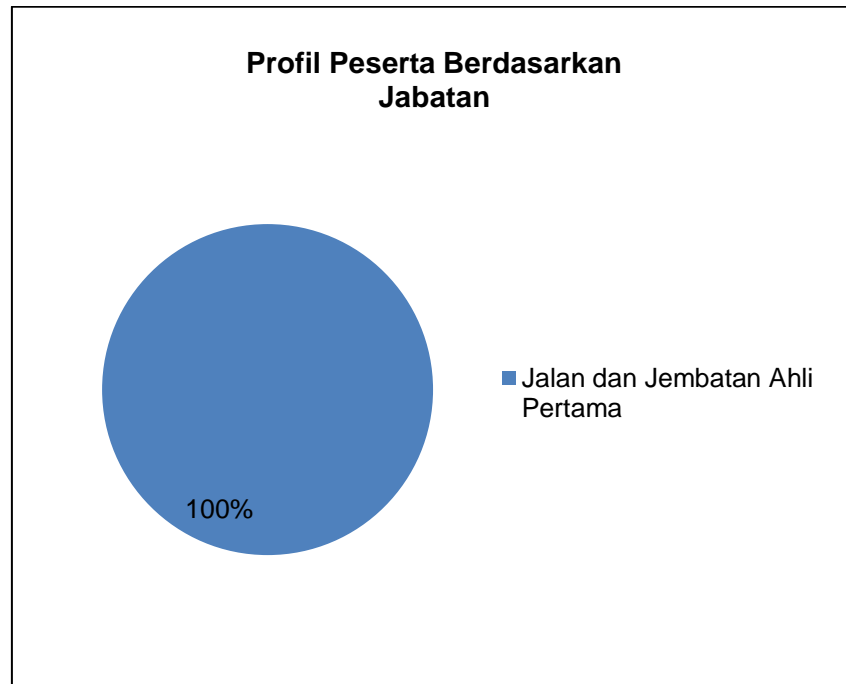 Profil Peserta Berdasarkan
Jabatan
Jalan dan Jembatan Ahli
Pertama
100%